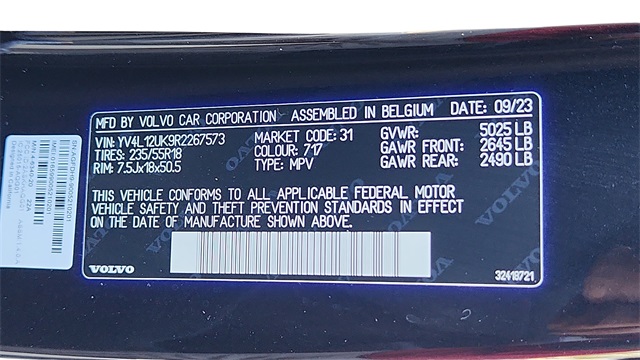 MFD BY VOLVO CAR CORPORATION ASSEMBLED IN BELGIUM DATE: 09/23
VIN: YV4L12UK9R2267573 MARKET: 31 GVWR: 5025 LB
TIRES: 235/55R18 COLOUR: 717 GAWR FRONT: 2645 LB
RIM: 7.5Jx18x50.5 TYPE: MPV GAWR REAR: 2490 LB
THIS VEHICLE CONFORMS TO ALL APPLICABLE FEDERAL MOTOR
VEHICLE SAFETY AND THEFT PREVENTION STANDARDS IN EFFECT
ON THE DATE OF MANUFACTURE SHOWN ABOVE.
VOLVO 32419721